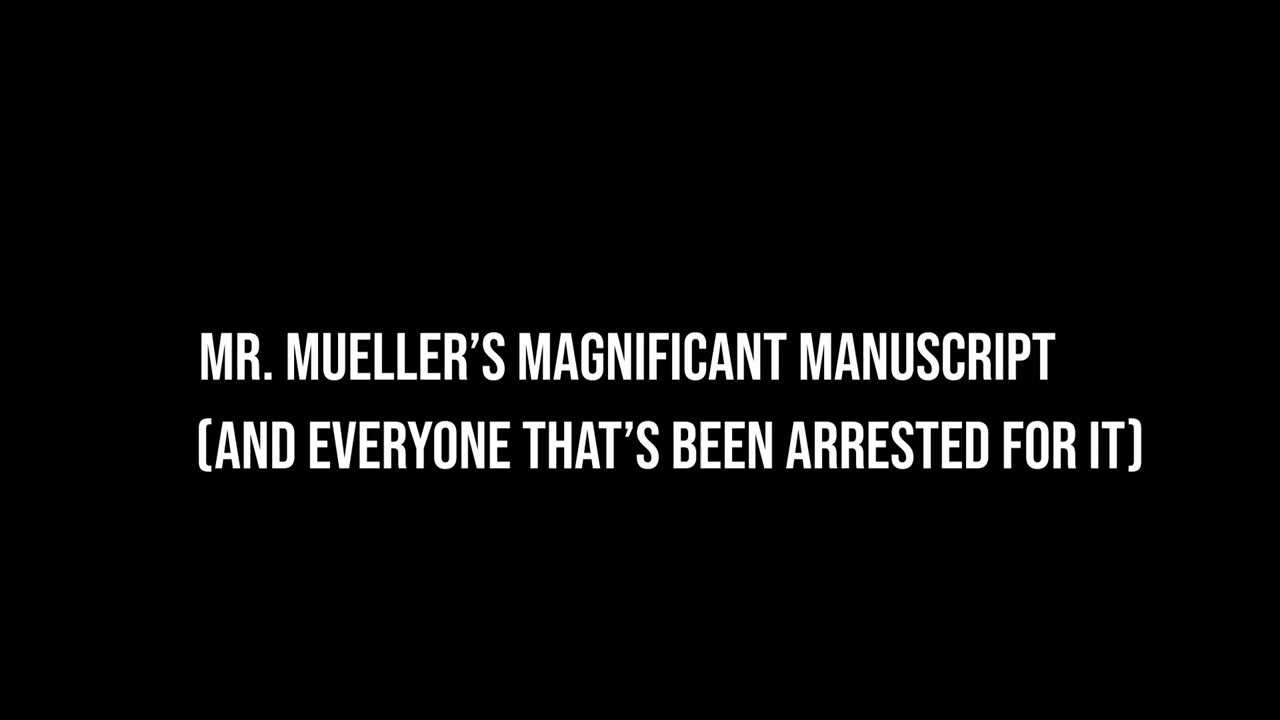 MR. MUELLER’S MAGNIFICANT MANUSCRIPT
(AND EVERYONE THAT’S BEEN ARRESTED FOR IT)